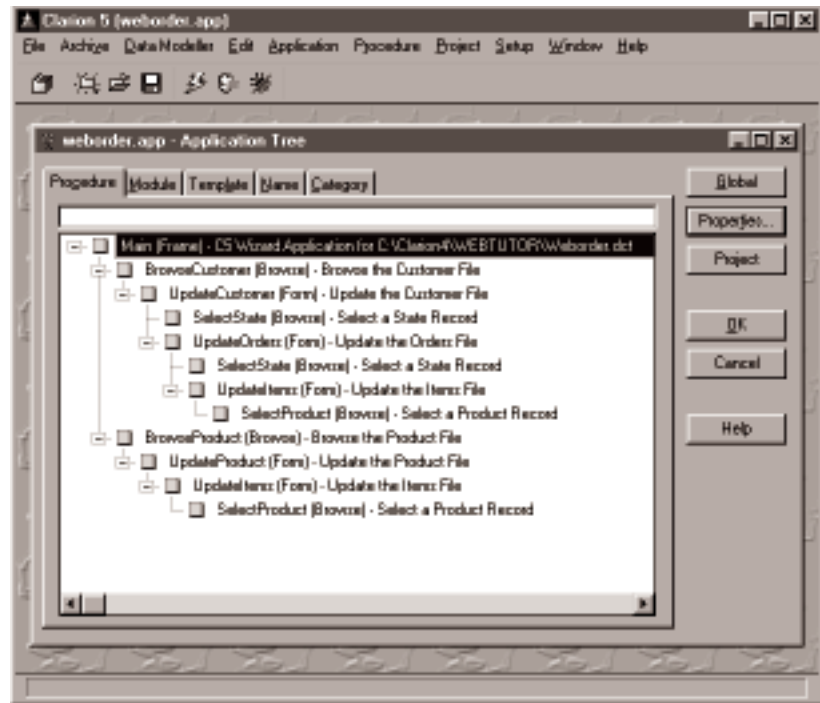 Clarion 5 (weborder.app)
File Archive Data Modeller Edit Application Procedure Project Setup Window Help
weborder.app - Application Tree
Procedure Module Template Name Category
Global
Properties...
Project
OK
Cancel
Help
Main (Frame) - C5 Wizard Application for C:\Clarion4\WEBTUTOR\Weborder.dct
BrowseCustomer (Browse) - Browse the Customer File
UpdateCustomer (Form) - Update the Customer File
SelectState (Browse) - Select a State Record
UpdateOrders (Form) - Update the Orders File
SelectState (Browse) - Select a State Record
UpdateItems (Form) - Update the Items File
SelectProduct (Browse) - Select a Product Record
BrowseProduct (Browse) - Browse the Product File
UpdateProduct (Form) - Update the Product File
UpdateItems (Form) - Update the Items File
SelectProduct (Browse) - Select a Product Record